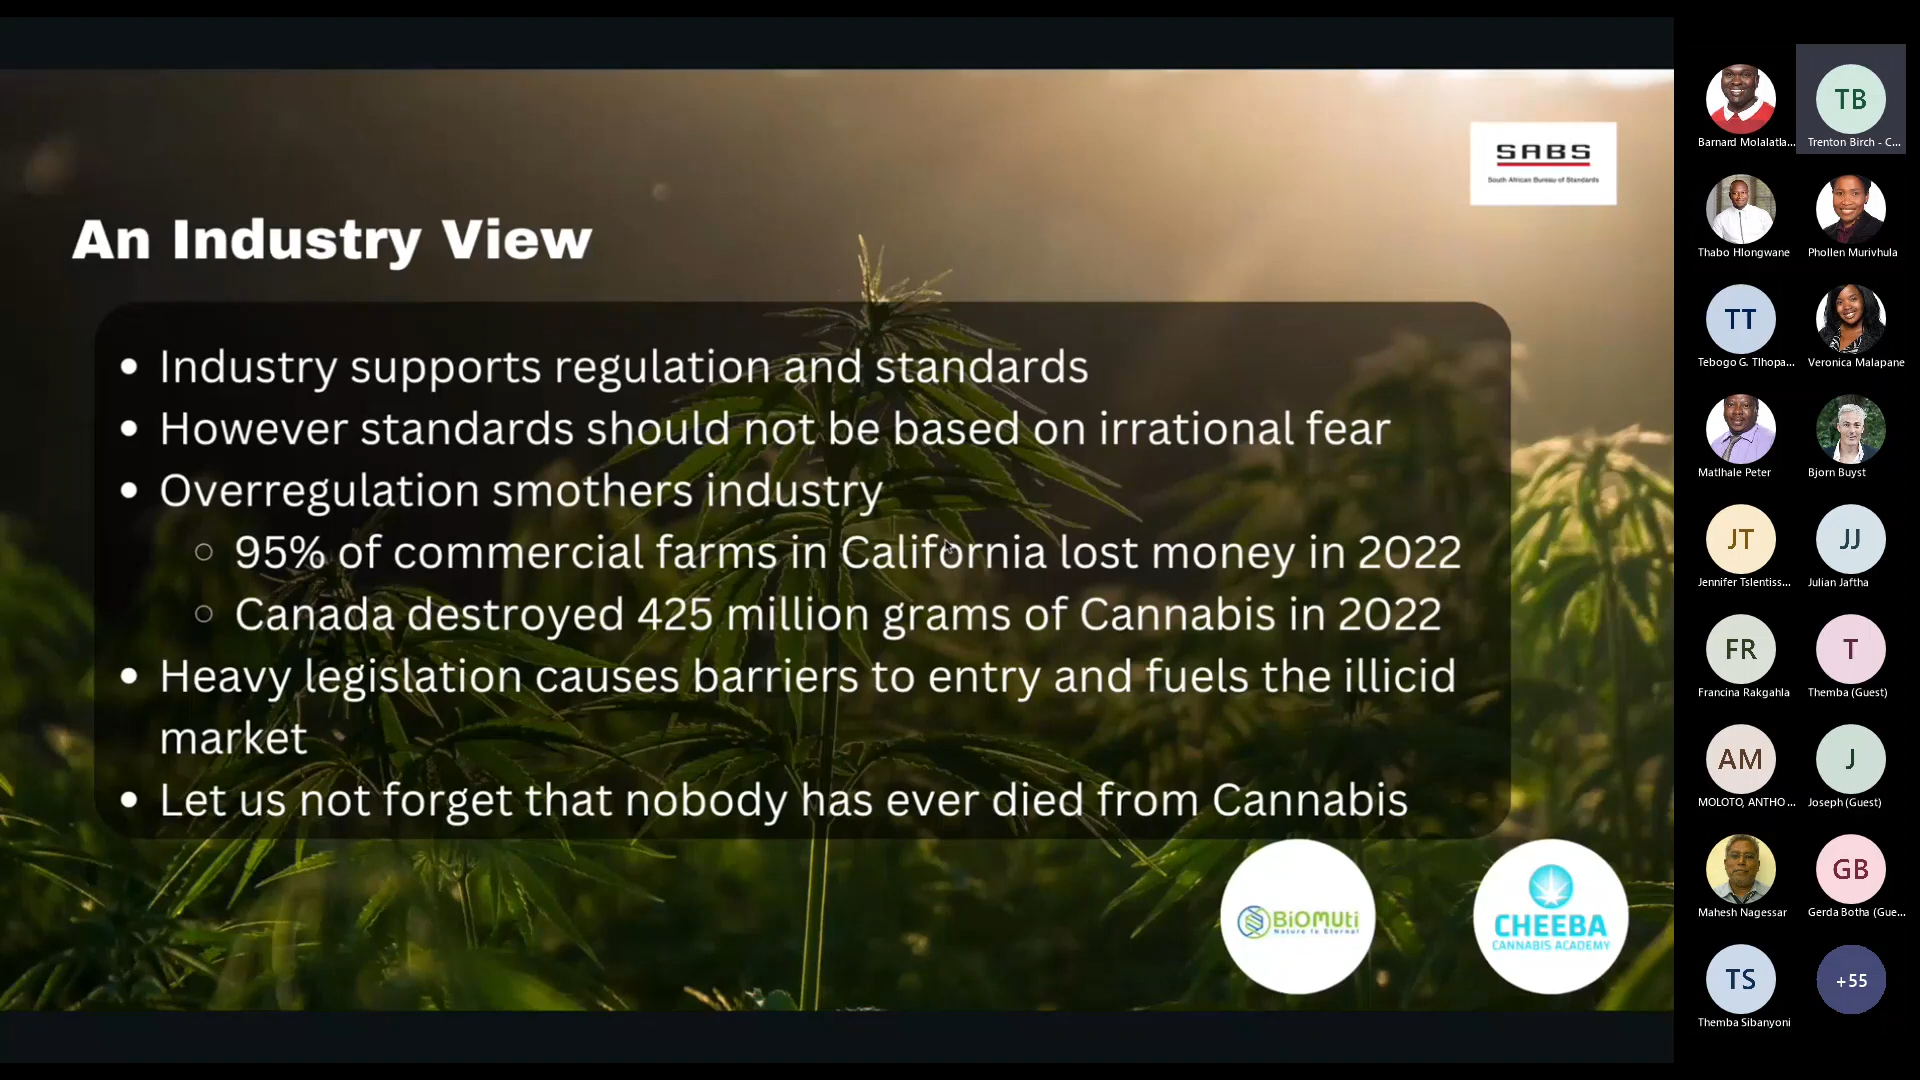 SABS
South African Bureau of Standards
An Industry View
• Industry supports regulation and standards
• However standards should not be based on irrational fear
• Overregulation smothers industry
○ 95% of commercial farms in California lost money in 2022
○ Canada destroyed 425 million grams of Cannabis in 2022
• Heavy legislation causes barriers to entry and fuels the illicid
market
• Let us not forget that nobody has ever died from Cannabis
BiOMUTi
Nature is Eternal
CHEEBA
CANNABIS ACADEMY
TB
Barnard Molalatla...
Trenton Birch - C...
Thabo Hlongwane
Phollen Murivhula
TT
Tebogo G. Tlhopa...
Veronica Malapane
Matlhale Peter
Bjorn Buyst
JT
JJ
Jennifer Tslentiss...
Julian Jaftha
FR
T
Francina Rakgahla
Themba (Guest)
AM
J
MOLOTO, ANTHO...
Joseph (Guest)
GB
Mahesh Nagessar
Gerda Botha (Gue...
TS
+55
Themba Sibanyoni